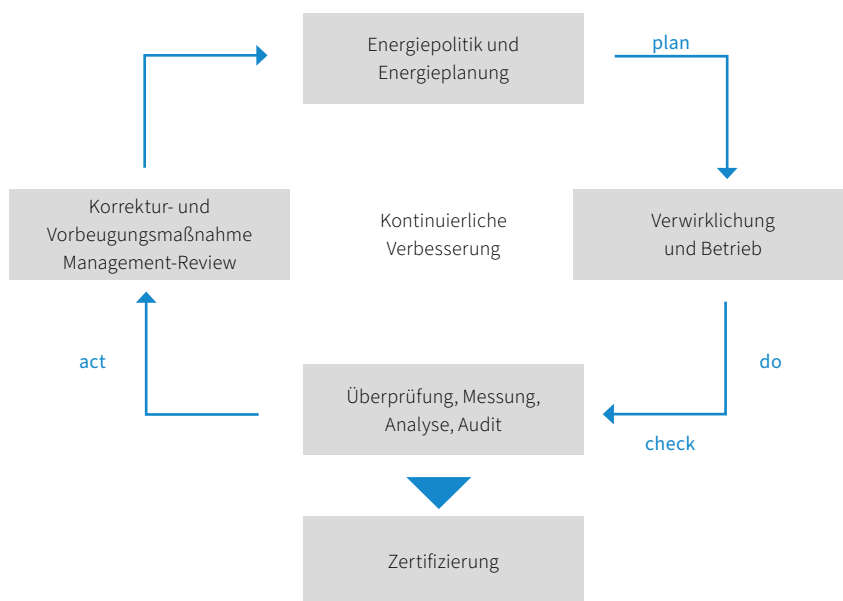 Energiepolitik und
Energieplanung
plan
Korrektur- und
Vorbeugungsmaßnahme
Management-Review
Kontinuierliche
Verbesserung
Verwirklichung
und Betrieb
act
do
Überprüfung, Messung,
Analyse, Audit
check
Zertifizierung